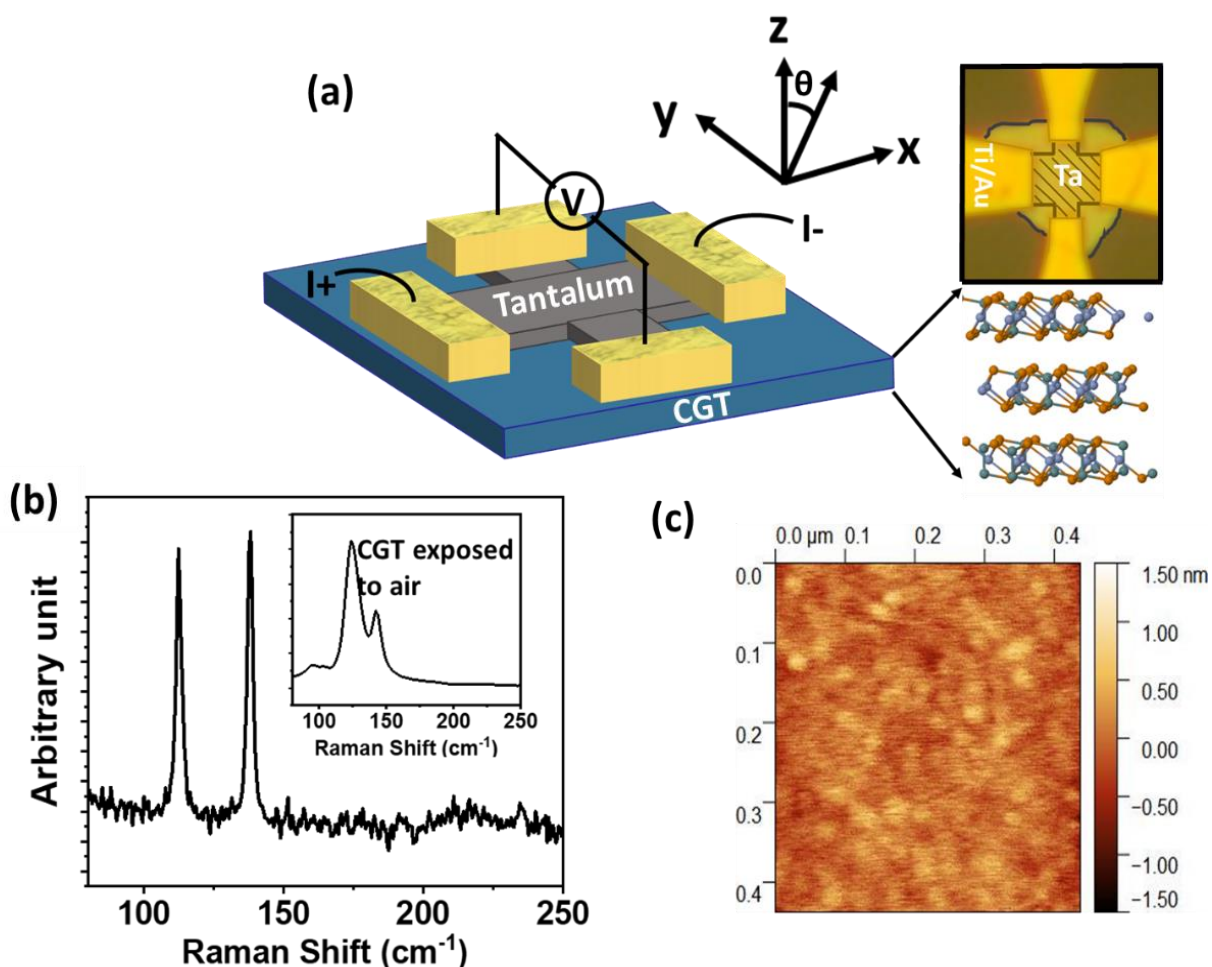 (a)
z
θ
y
x
V
I-
I+
Tantalum
CGT
Ti/Au
Ta
(b)
Arbitrary unit
CGT exposed
to air
100 150 200 250
Raman Shift (cm⁻¹)
100 150 200 250
Raman Shift (cm⁻¹)
(c)
0.0 µm 0.1 0.2 0.3 0.4
0.0
0.1
0.2
0.3
0.4
1.50 nm
1.00
0.50
0.00
−0.50
−1.00
−1.50